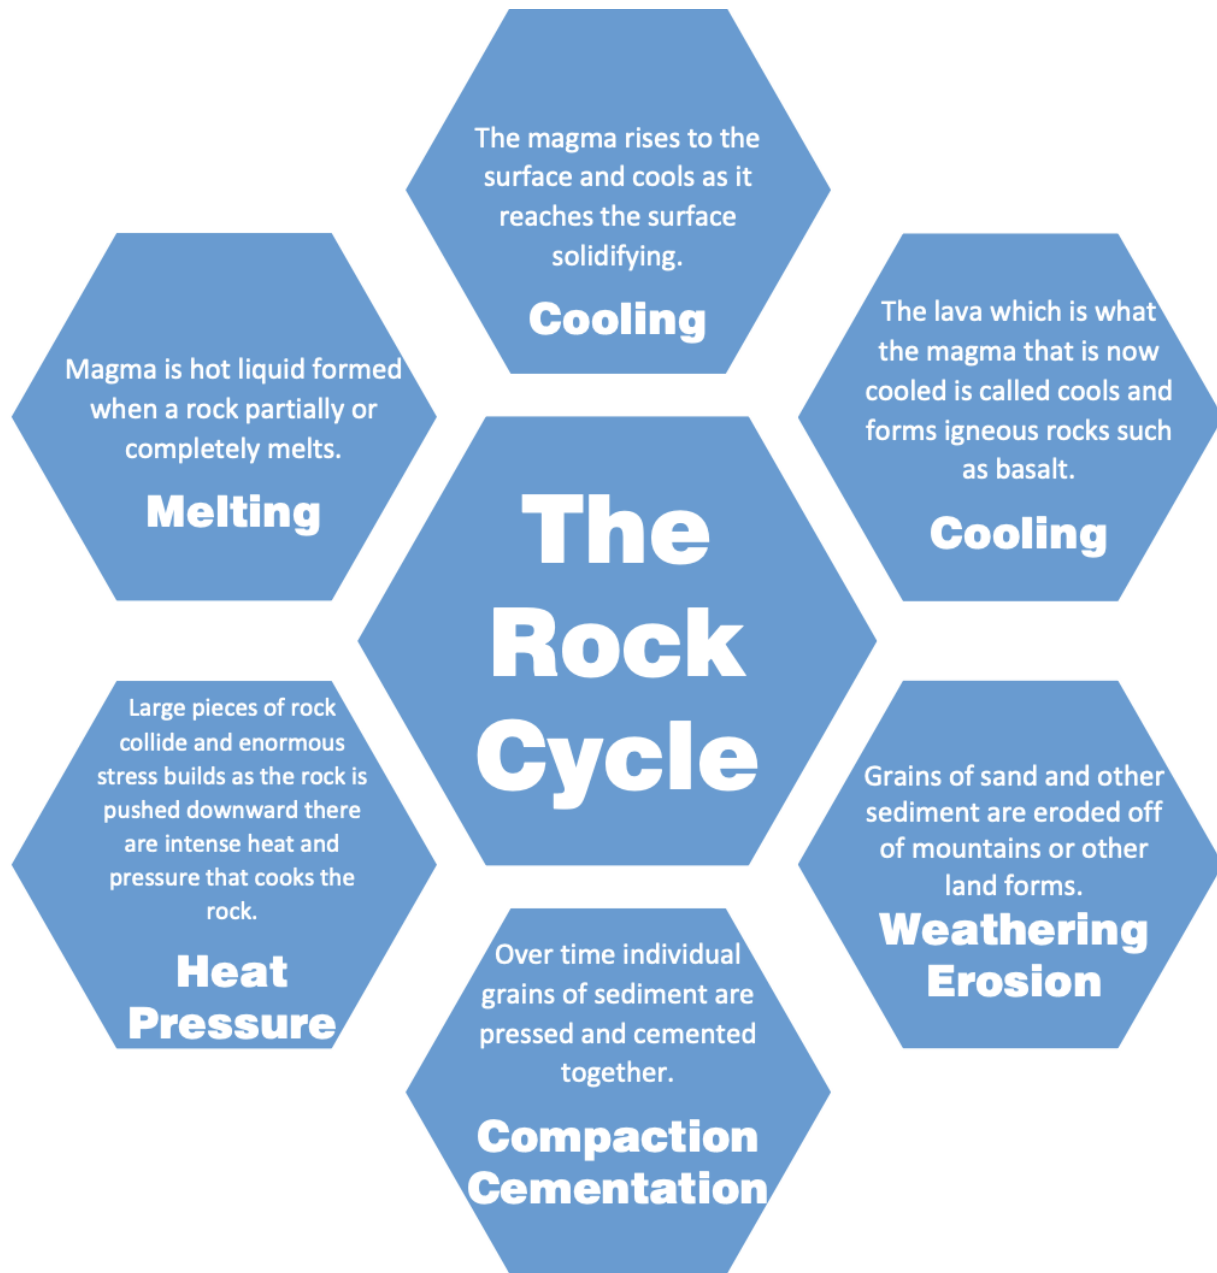 The magma rises to the
surface and cools as it
reaches the surface
solidifying.
Cooling
The lava which is what
the magma that is now
cooled is called cools and
forms igneous rocks such
as basalt.
Cooling
Magma is hot liquid formed
when a rock partially or
completely melts.
Melting
The
Rock
Cycle
Large pieces of rock
collide and enormous
stress builds as the rock is
pushed downward there
are intense heat and
pressure that cooks the
rock.
Heat
Pressure
Grains of sand and other
sediment are eroded off
of mountains or other
land forms.
Weathering
Erosion
Over time individual
grains of sediment are
pressed and cemented
together.
Compaction
Cementation